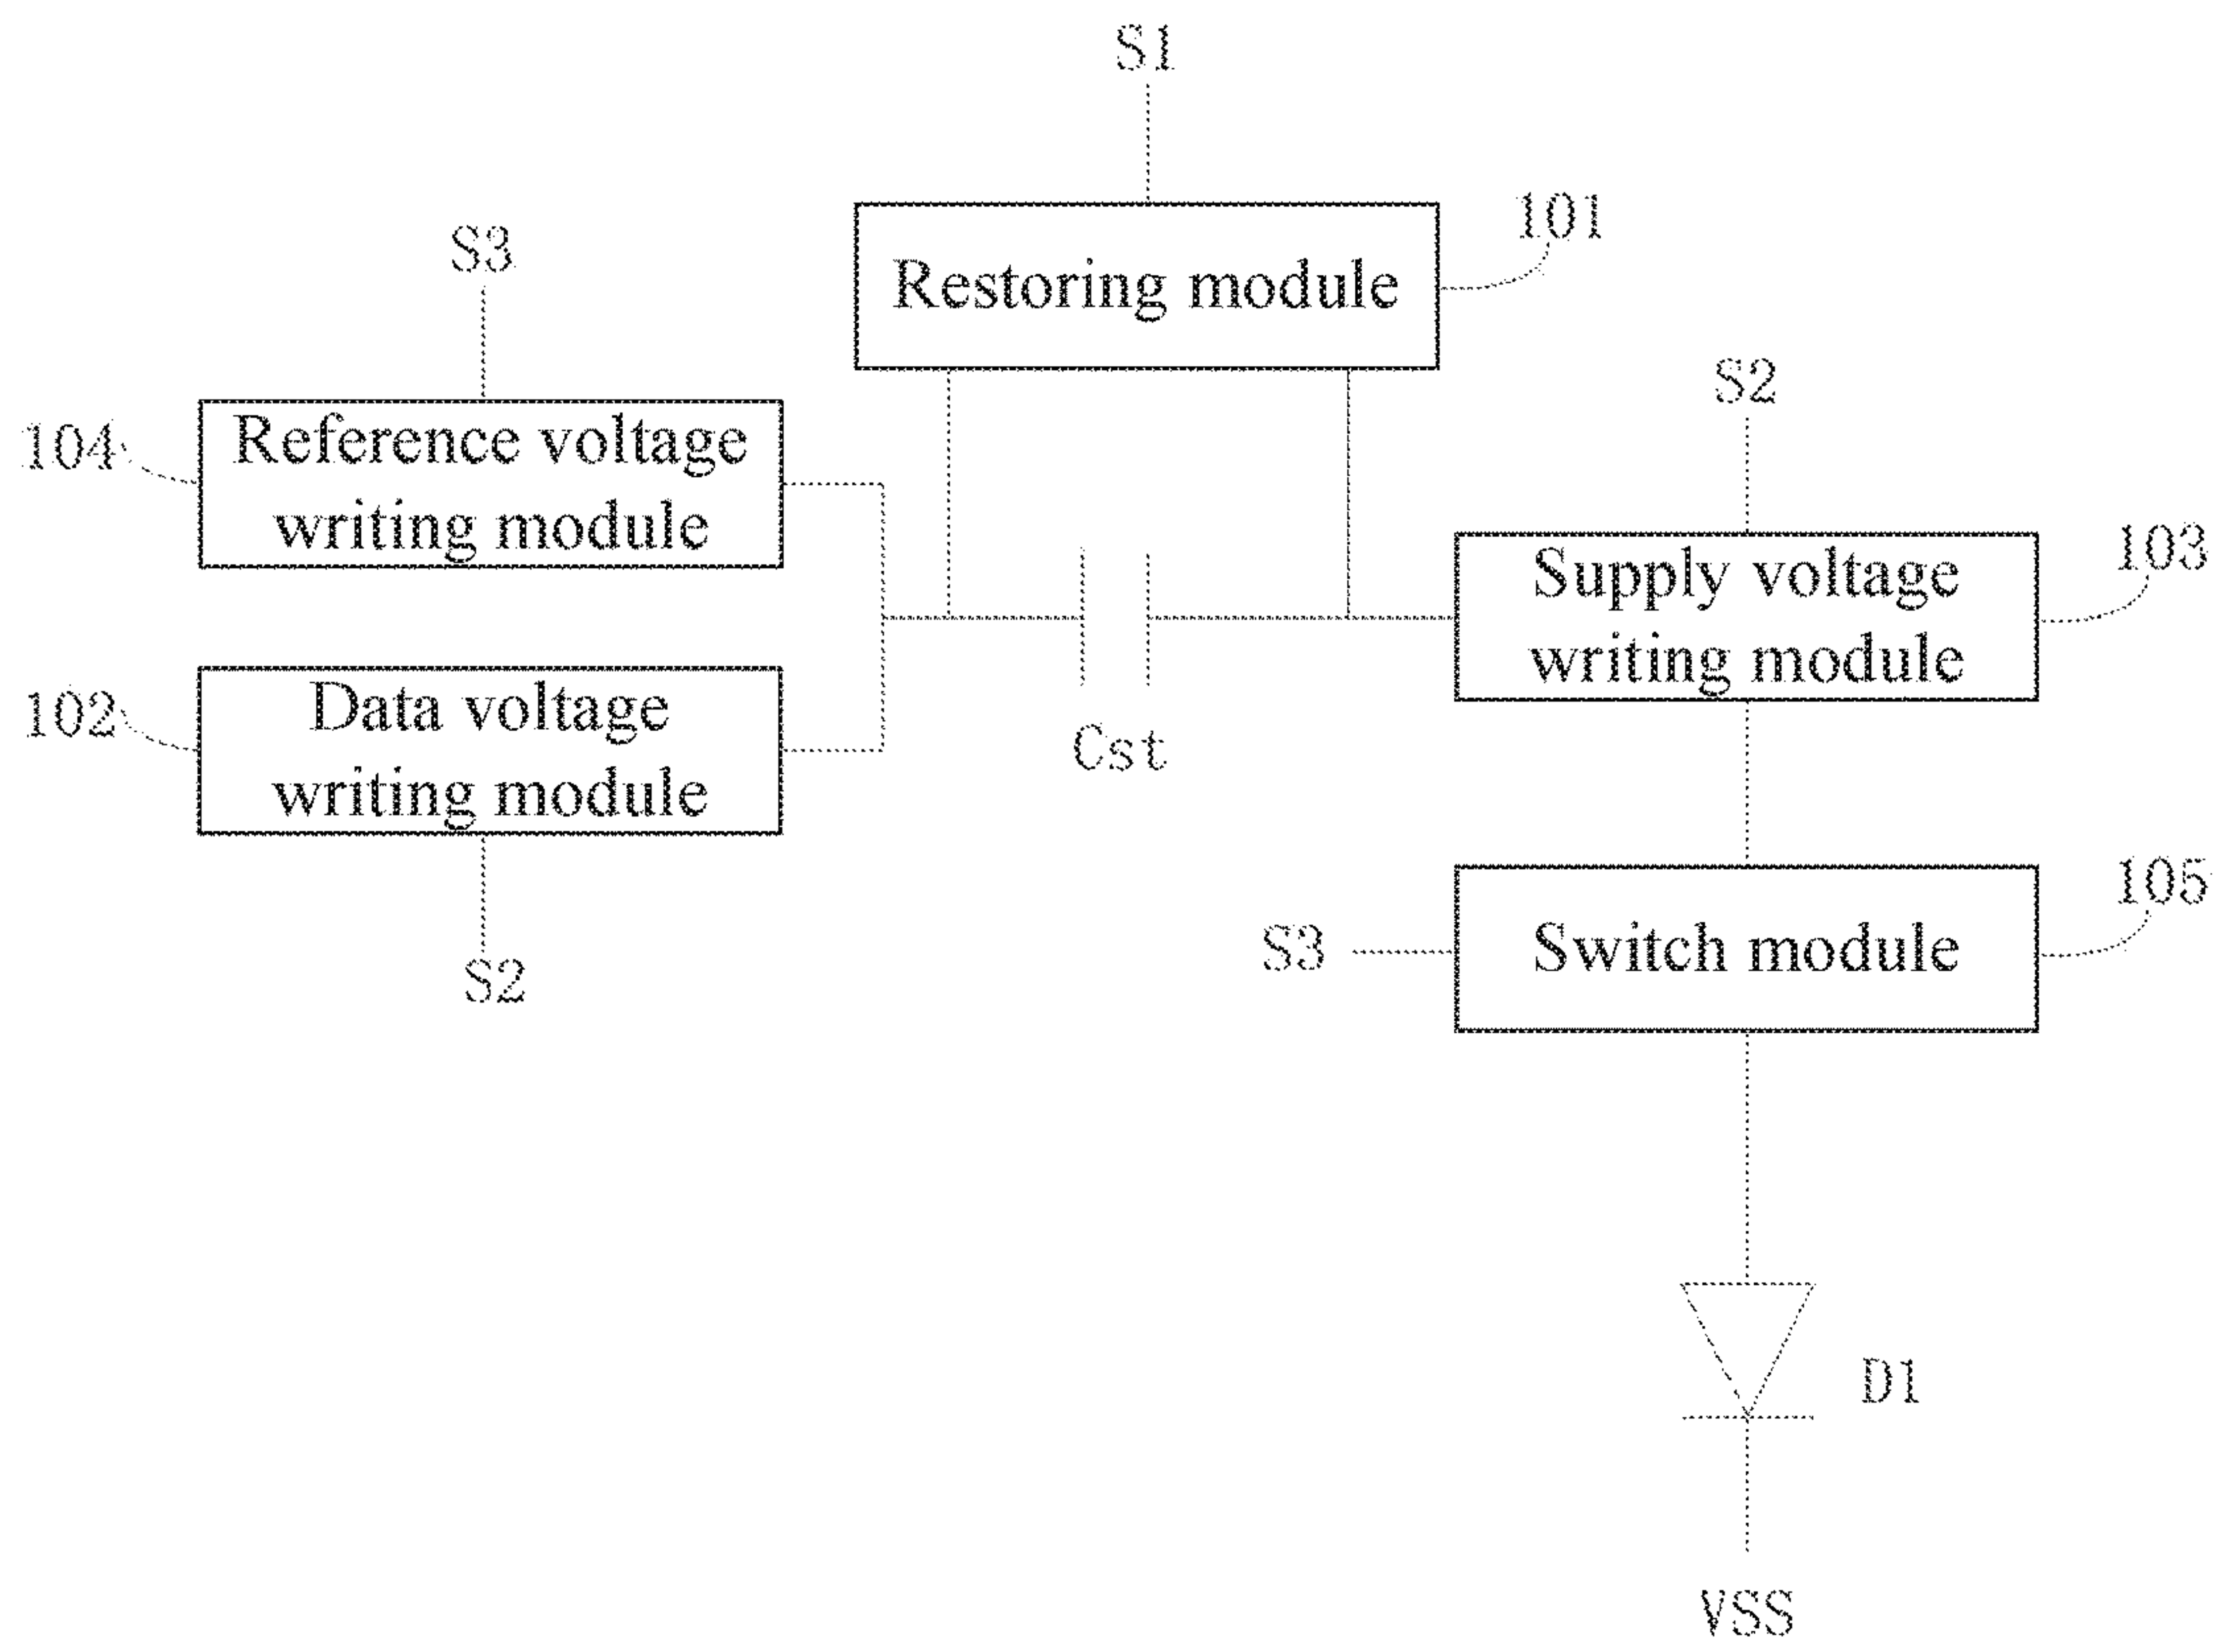 S1
101
Restoring module
S3
S2
104
Reference voltage
writing module
103
Supply voltage
writing module
102
Data voltage
writing module
Cst
105
S3
Switch module
S2
D1
VSS